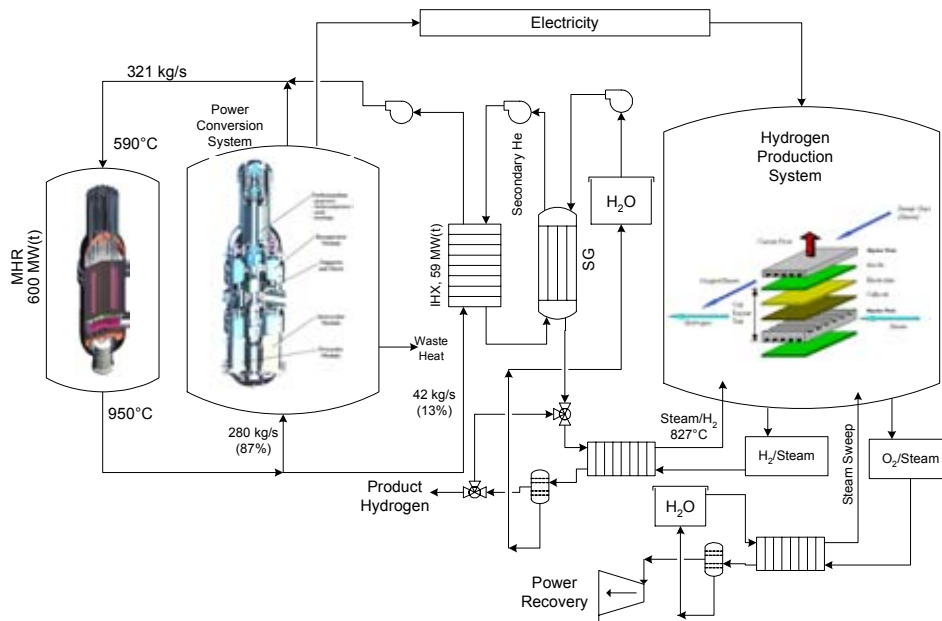 Electricity
321 kg/s
590°C
Power
Conversion
System
MHR
600 MW(t)
950°C
280 kg/s
(87%)
Waste
Heat
42 kg/s
(13%)
IHX, 59 MW(t)
Secondary He
SG
H₂O
Hydrogen
Production
System
Steam/H₂
827°C
H₂/Steam
O₂/Steam
Steam Sweep
Product
Hydrogen
H₂O
Power
Recovery